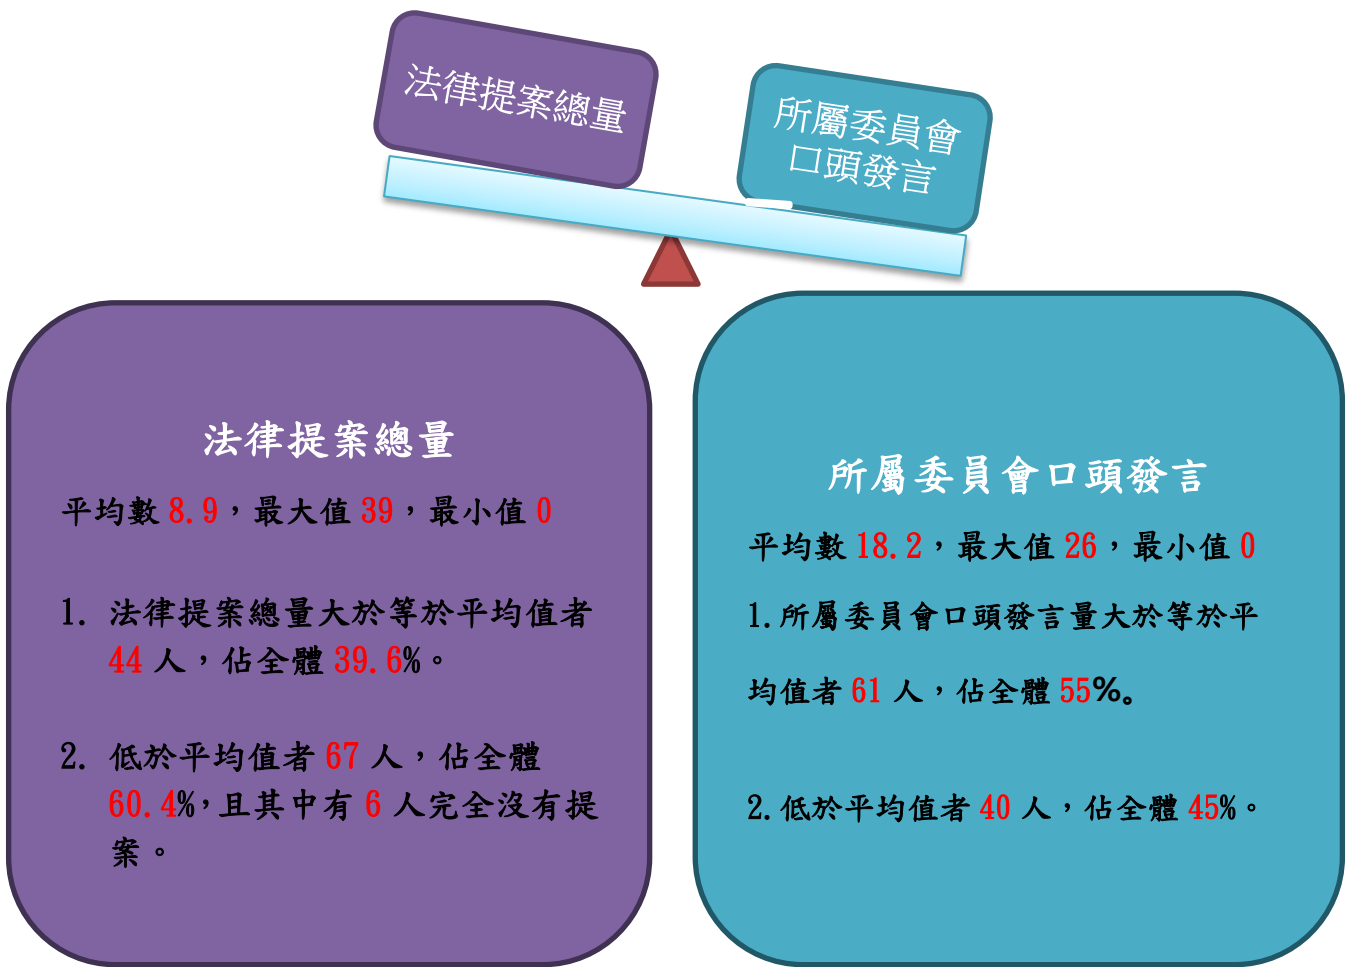 法律提案總量
所屬委員會
口頭發言
法律提案總量
平均數 8.9，最大值 39，最小值 0
1. 法律提案總量大於等於平均值者
44 人，佔全體 39.6%。
2. 低於平均值者 67 人，佔全體
60.4%，且其中有 6 人完全沒有提
案。
所屬委員會口頭發言
平均數 18.2，最大值 26，最小值 0
1.所屬委員會口頭發言量大於等於平
均值者 61 人，佔全體 55%。
2.低於平均值者 40 人，佔全體 45%。